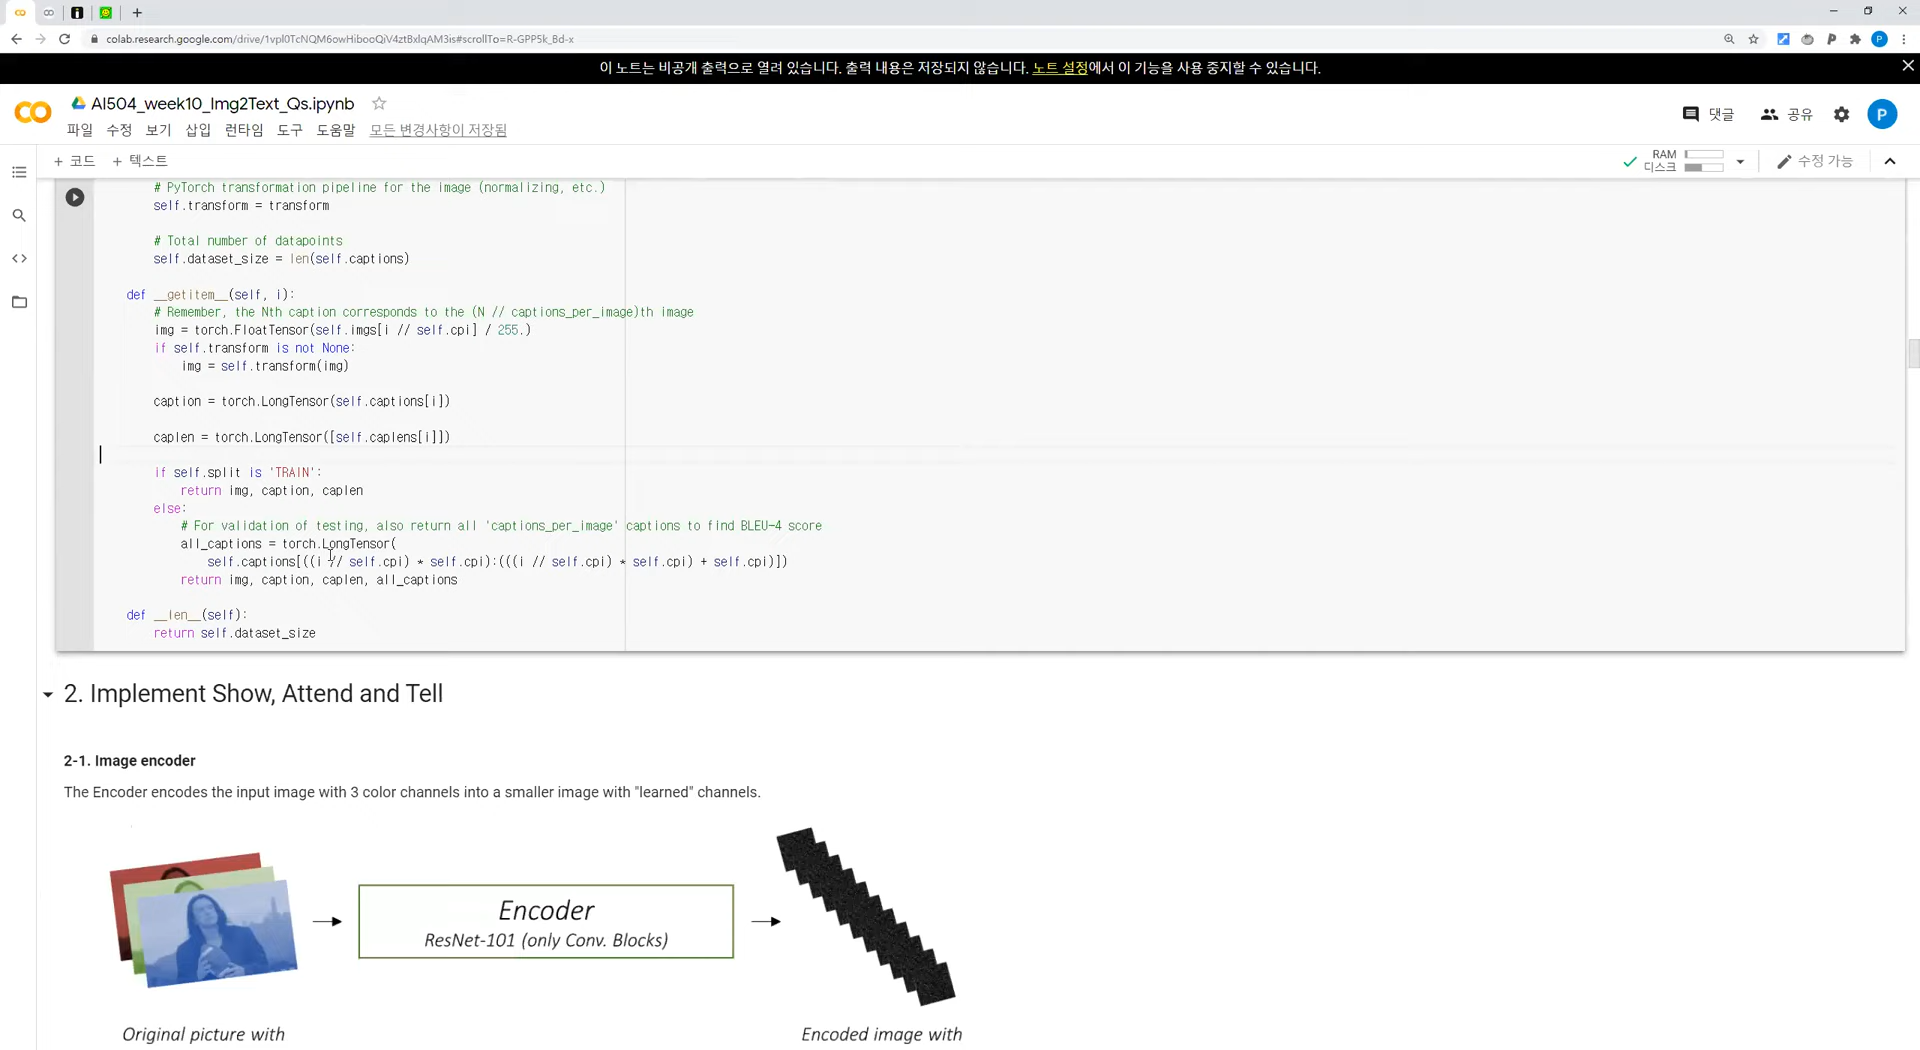 colab.research.google.com/drive/1vpl0TcNQM6owHibooQiV4ztBxlqAM3is#scrollTo=R-GPP5k_Bd-x
이 노트는 비공개 출력으로 열려 있습니다. 출력 내용은 저장되지 않습니다. 노트 설정에서 이 기능을 사용 중지할 수 있습니다.
AI504_week10_Img2Text_Qs.ipynb
댓글 공유 P
파일 수정 보기 삽입 런타임 도구 도움말 모든 변경사항이 저장됨
+ 코드 + 텍스트
RAM
디스크
수정 가능
# PyTorch transformation pipeline for the image (normalizing, etc.)
self.transform = transform
# Total number of datapoints
self.dataset_size = len(self.captions)
def __getitem__(self, i):
# Remember, the Nth caption corresponds to the (N // captions_per_image)th image
img = torch.FloatTensor(self.imgs[i // self.cpi] / 255.)
if self.transform is not None:
img = self.transform(img)
caption = torch.LongTensor(self.captions[i])
caplen = torch.LongTensor([self.caplens[i]])
if self.split is 'TRAIN':
return img, caption, caplen
else:
# For validation of testing, also return all 'captions_per_image' captions to find BLEU-4 score
all_captions = torch.LongTensor(
self.captions[((i // self.cpi) * self.cpi):(((i // self.cpi) * self.cpi) + self.cpi)])
return img, caption, caplen, all_captions
def __len__(self):
return self.dataset_size
2. Implement Show, Attend and Tell
2-1. Image encoder
The Encoder encodes the input image with 3 color channels into a smaller image with "learned" channels.
Encoder
ResNet-101 (only Conv. Blocks)
Original picture with
Encoded image with